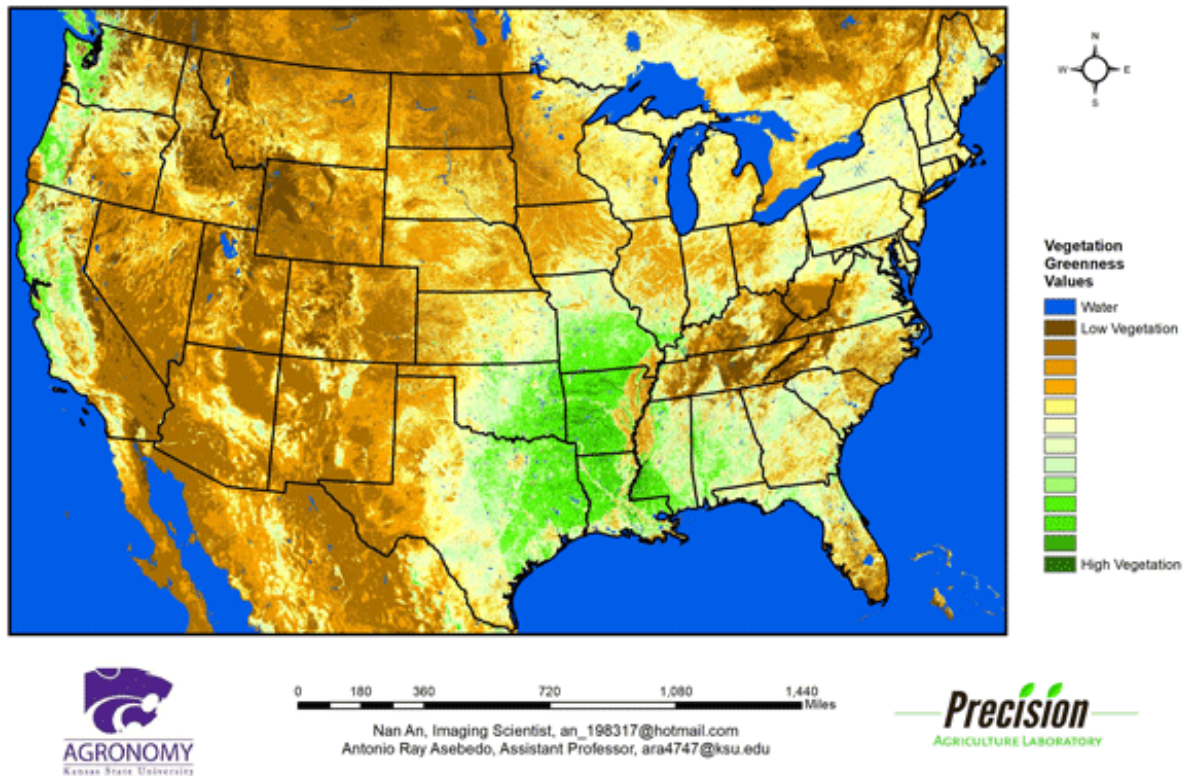 N
W E
S
Vegetation
Greenness
Values
Water
Low Vegetation
High Vegetation
0 180 360 720 1,080 1,440
Miles
Nan An, Imaging Scientist, an_198317@hotmail.com
Antonio Ray Asebedo, Assistant Professor, ara4747@ksu.edu
AGRONOMY
Kansas State University
Precision
AGRICULTURE LABORATORY